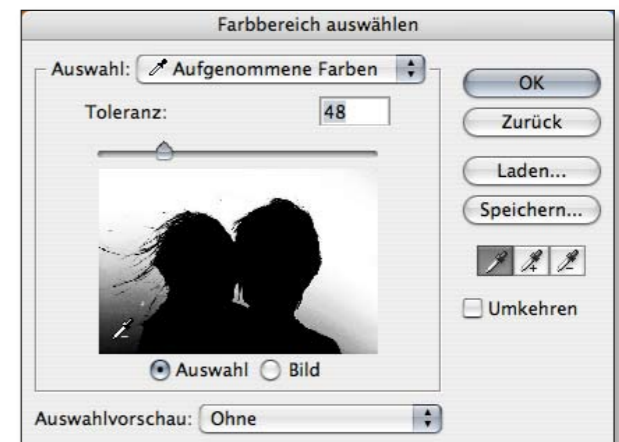 Farbbereich auswählen
Auswahl: Aufgenommene Farben
Toleranz: 48
OK
Zurück
Laden...
Speichern...
Umkehren
Auswahl Bild
Auswahlvorschau: Ohne